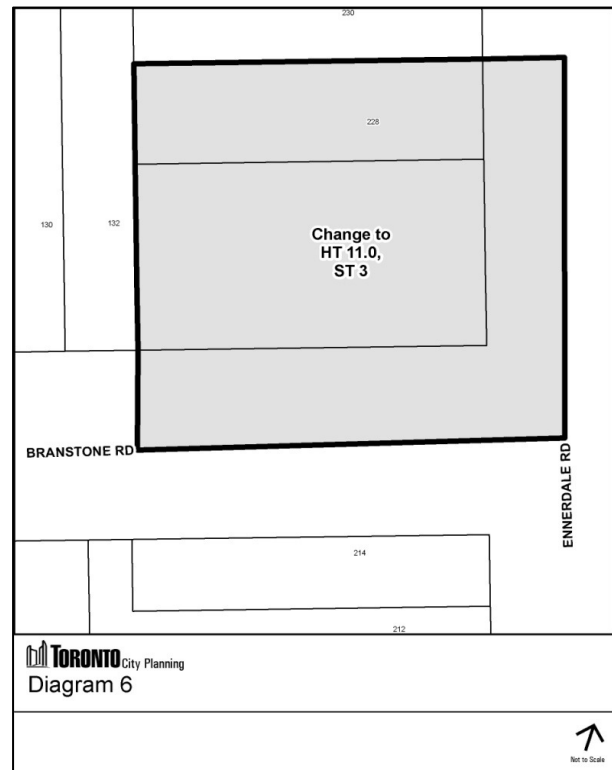 230
228
130
132
Change to
HT 11.0,
ST 3
BRANSTONE RD
ENNERDALE RD
214
212
TORONTO City Planning
Diagram 6
Not to Scale